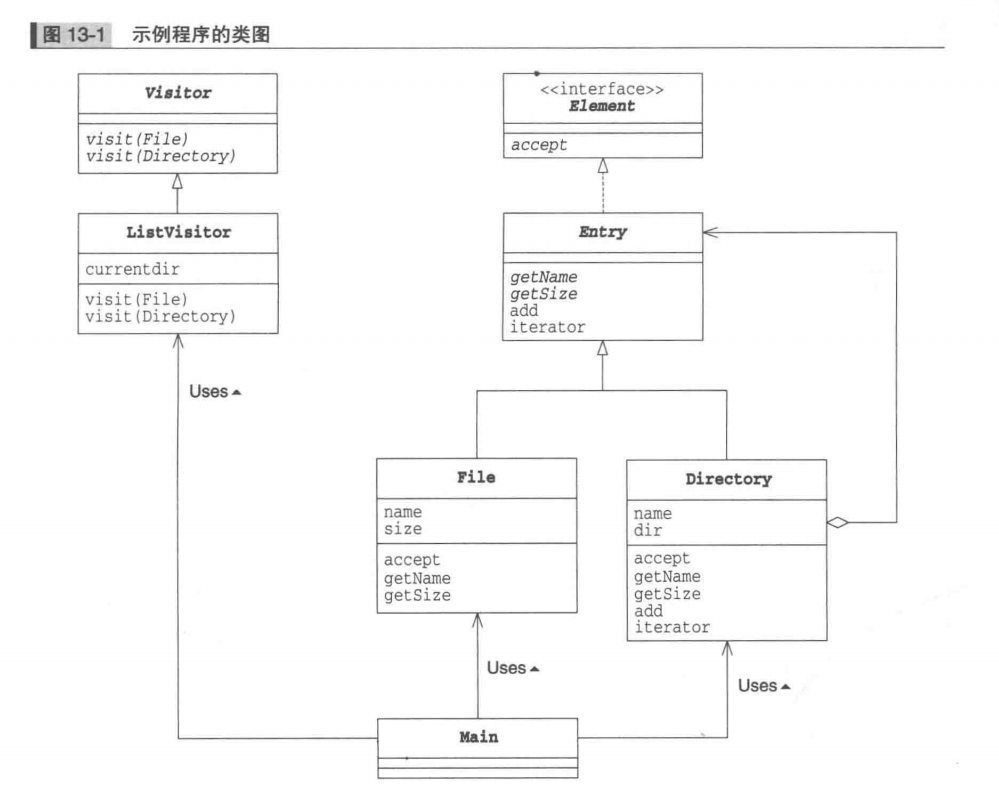 图 13-1 示例程序的类图
Visitor
visit(File)
visit(Directory)
<<interface>>
Element
accept
ListVisitor
currentdir
visit(File)
visit(Directory)
Entry
getName
getSize
add
iterator
Uses
File
name
size
accept
getName
getSize
Directory
name
dir
accept
getName
getSize
add
iterator
Uses
Uses
Main